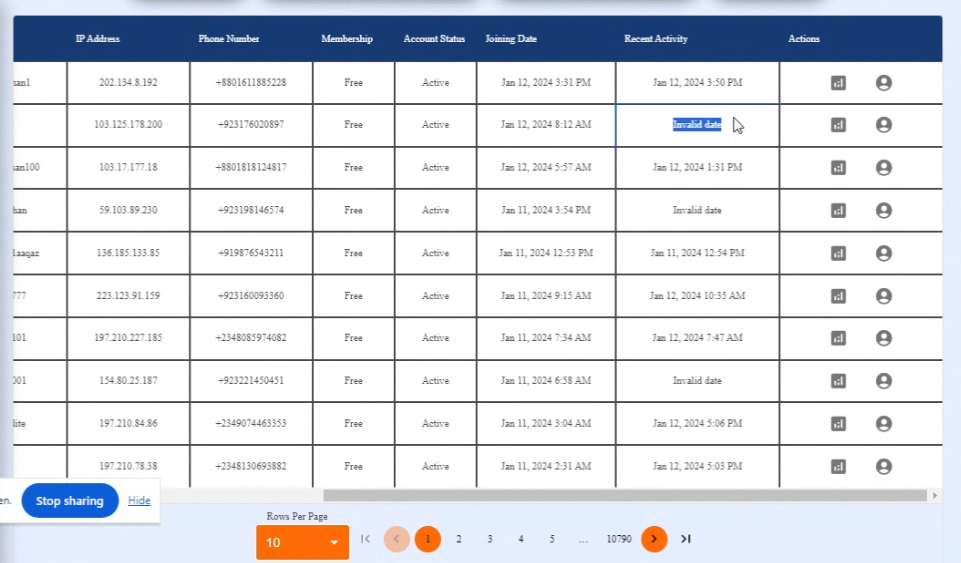 IP Address Phone Number Membership Account Status Joining Date Recent Activity Actions
nan1 202.134.8.192 +8801611885228 Free Active Jan 12, 2024 3:31 PM Jan 12, 2024 3:50 PM
103.125.178.200 +923176020897 Free Active Jan 12, 2024 8:12 AM Invalid date
nan100 103.17.177.18 +8801818124817 Free Active Jan 12, 2024 5:57 AM Jan 12, 2024 1:31 PM
han 59.103.89.230 +923198146574 Free Active Jan 11, 2024 3:54 PM Invalid date
laaqaz 136.185.133.85 +919876543211 Free Active Jan 11, 2024 12:53 PM Jan 11, 2024 12:54 PM
777 223.123.91.159 +923160093360 Free Active Jan 11, 2024 9:15 AM Jan 12, 2024 10:35 AM
101 197.210.227.185 +2348085974082 Free Active Jan 11, 2024 7:34 AM Jan 12, 2024 7:47 AM
001 154.80.25.187 +923221450451 Free Active Jan 11, 2024 6:58 AM Invalid date
lite 197.210.84.86 +2349074463353 Free Active Jan 11, 2024 3:04 AM Jan 12, 2024 5:06 PM
197.210.78.38 +2348130693882 Free Active Jan 11, 2024 2:31 AM Jan 12, 2024 5:03 PM
en. Stop sharing Hide
Rows Per Page
10 1 2 3 4 5 ... 10790